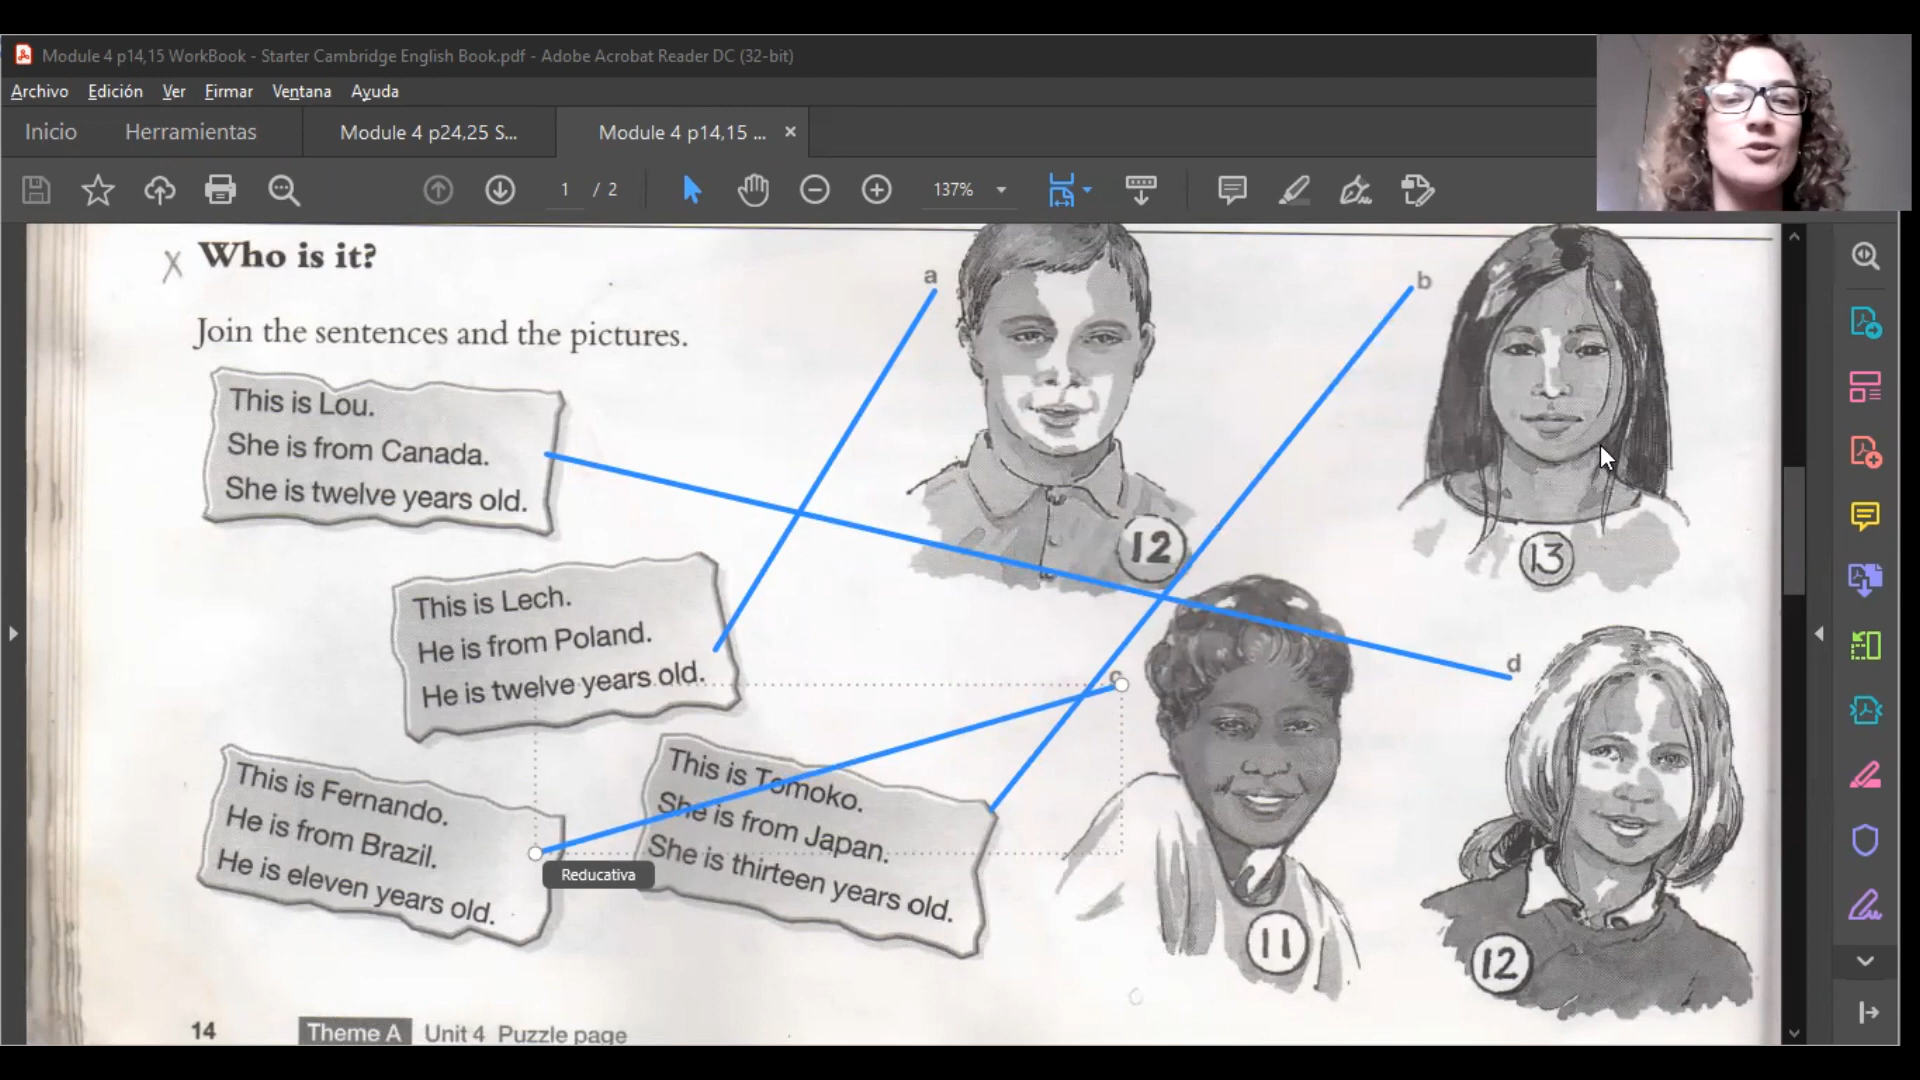 Module 4 p14,15 WorkBook - Starter Cambridge English Book.pdf - Adobe Acrobat Reader DC (32-bit)
Archivo Edición Ver Firmar Ventana Ayuda
Inicio Herramientas Module 4 p24,25 S... Module 4 p14,15 ...
1 / 2 137%
Who is it?
Join the sentences and the pictures.
This is Lou.
She is from Canada.
She is twelve years old.
This is Lech.
He is from Poland.
He is twelve years old.
This is Fernando.
He is from Brazil.
He is eleven years old.
This is Tomoko.
She is from Japan.
She is thirteen years old.
Reducativa
a
12
b
13
c
11
d
12
14 Theme A Unit 4 Puzzle page